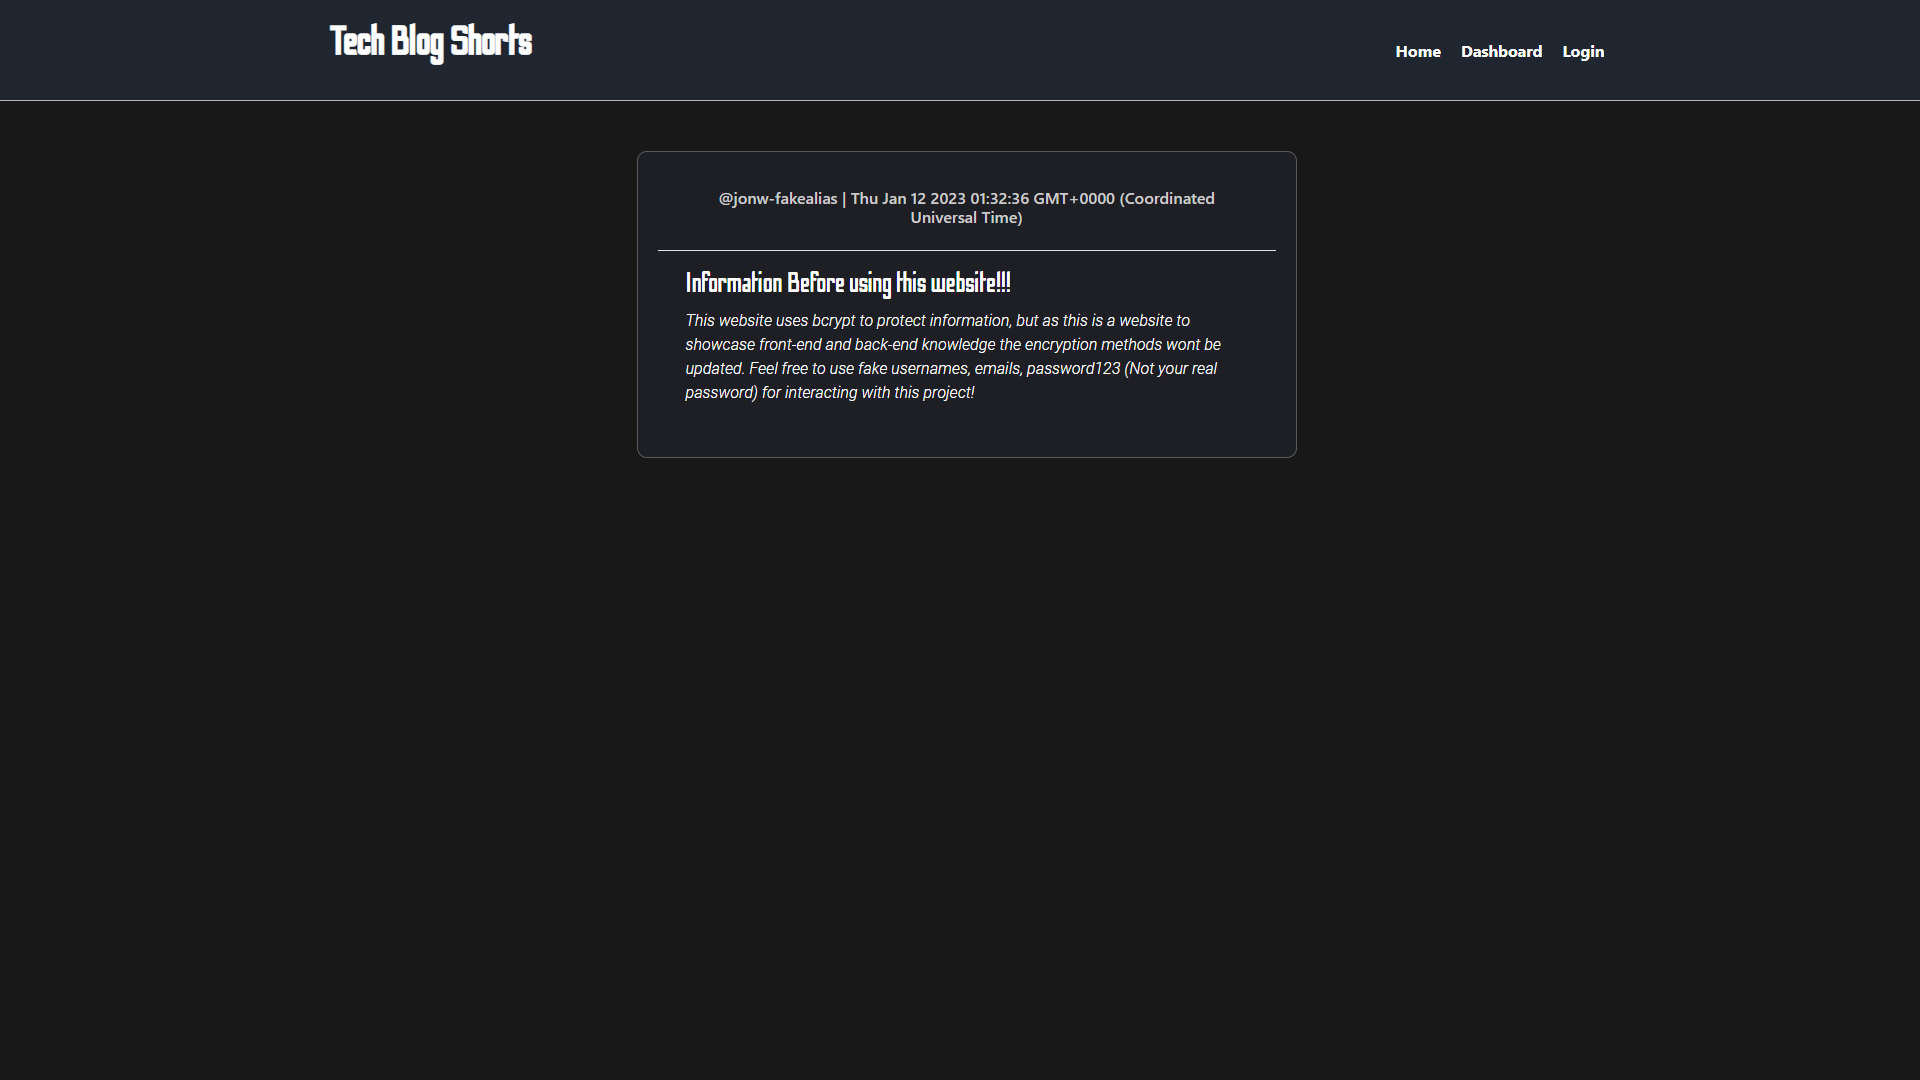 Tech Blog Shorts
Home Dashboard Login
@jonw-fakealias | Thu Jan 12 2023 01:32:36 GMT+0000 (Coordinated
Universal Time)
Information Before using this website!!!
This website uses bcrypt to protect information, but as this is a website to
showcase front-end and back-end knowledge the encryption methods wont be
updated. Feel free to use fake usernames, emails, password123 (Not your real
password) for interacting with this project!